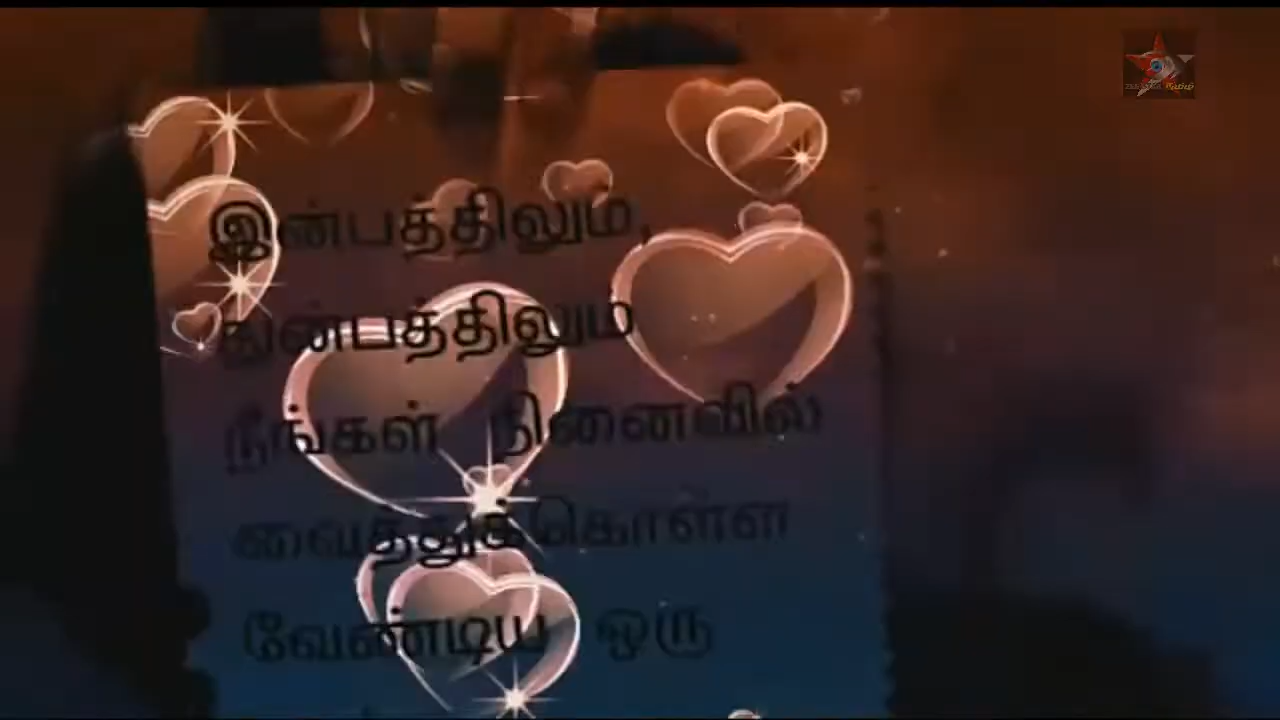 இன்பத்திலும்,
துன்பத்திலும்
நீங்கள் நினைவில்
வைத்துக்கொள்ள
வேண்டிய ஒரு